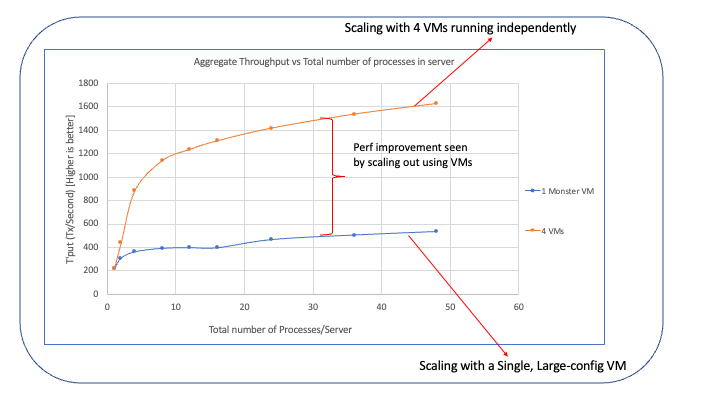 Scaling with 4 VMs running independently
Aggregate Throughput vs Total number of processes in server
T'put (Tx/Second) [Higher is better]
1800
1600
1400
1200
1000
800
600
400
200
0
Perf improvement seen
by scaling out using VMs
1 Monster VM
4 VMs
0
10
20
30
40
50
60
Total number of Processes/Server
Scaling with a Single, Large-config VM